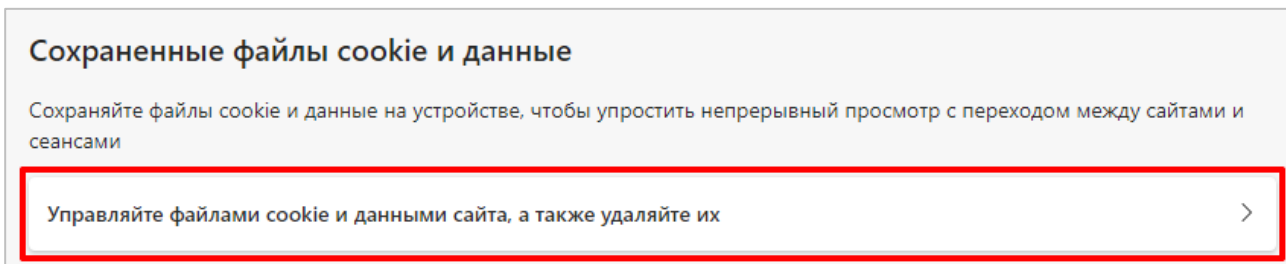 Сохраненные файлы cookie и данные
Сохраняйте файлы cookie и данные на устройстве, чтобы упростить непрерывный просмотр с переходом между сайтами и
сеансами
Управляйте файлами cookie и данными сайта, а также удаляйте их